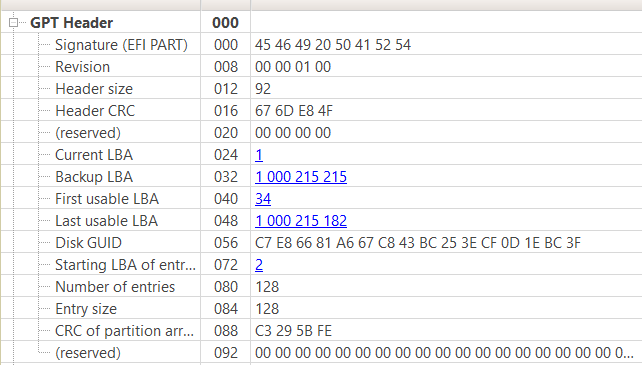 GPT Header 000
Signature (EFI PART) 000 45 46 49 20 50 41 52 54
Revision 008 00 00 01 00
Header size 012 92
Header CRC 016 67 6D E8 4F
(reserved) 020 00 00 00 00
Current LBA 024 1
Backup LBA 032 1 000 215 215
First usable LBA 040 34
Last usable LBA 048 1 000 215 182
Disk GUID 056 C7 E8 66 81 A6 67 C8 43 BC 25 3E CF 0D 1E BC 3F
Starting LBA of entr... 072 2
Number of entries 080 128
Entry size 084 128
CRC of partition arr... 088 C3 29 5B FE
(reserved) 092 00 00 00 00 00 00 00 00 00 00 00 00 00 00 00 00 00 00 0...